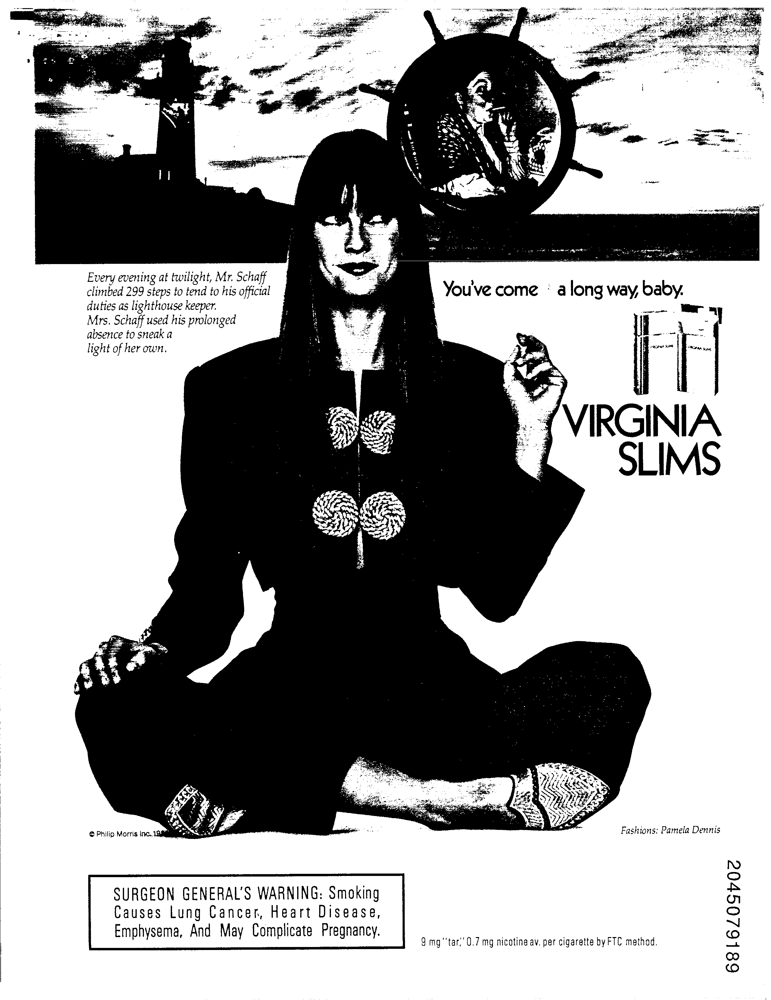 Every evening at twilight, Mr. Schaff
climbed 299 steps to tend to his official
duties as lighthouse keeper.
Mrs. Schaff used his prolonged
absence to sneak a
light of her own.
You've come a long way, baby.
VIRGINIA
SLIMS
© Philip Morris Inc.
Fashions: Pamela Dennis
SURGEON GENERAL'S WARNING: Smoking
Causes Lung Cancer, Heart Disease,
Emphysema, And May Complicate Pregnancy.
9 mg "tar," 0.7 mg nicotine av. per cigarette by FTC method.
2045079189